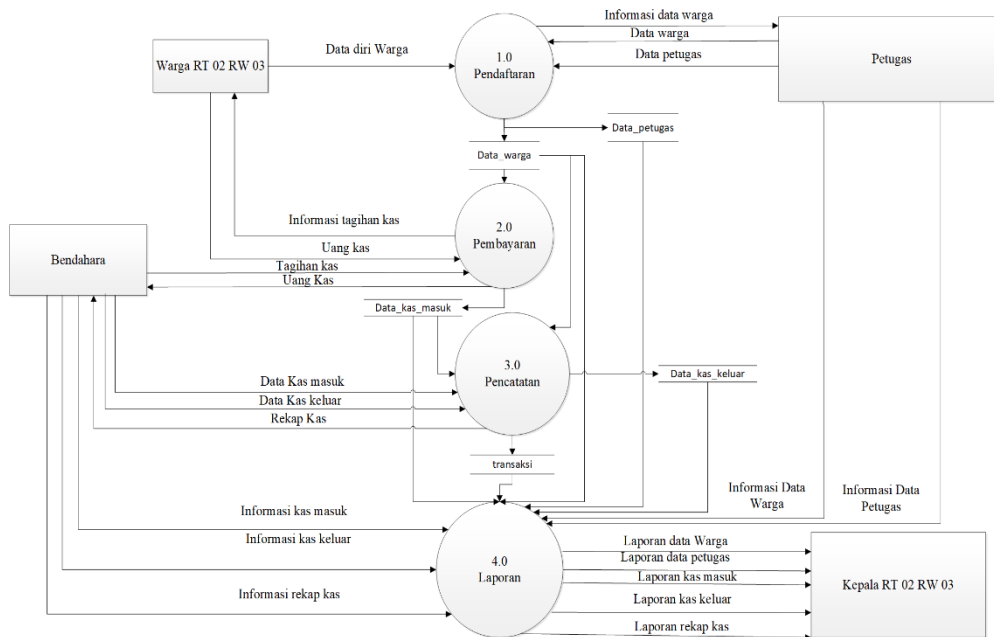 Informasi data warga
Data warga
Data petugas
Data diri Warga
Warga RT 02 RW 03
1.0
Pendaftaran
Petugas
Data_petugas
Data_warga
Informasi tagihan kas
2.0
Pembayaran
Uang kas
Bendahara
Tagihan kas
Uang Kas
Data_kas_masuk
3.0
Pencatatan
Data_kas_keluar
Data Kas masuk
Data Kas keluar
Rekap Kas
transaksi
Informasi Data
Warga
Informasi Data
Petugas
Informasi kas masuk
Informasi kas keluar
4.0
Laporan
Laporan data Warga
Laporan data petugas
Laporan kas masuk
Laporan kas keluar
Laporan rekap kas
Kepala RT 02 RW 03
Informasi rekap kas